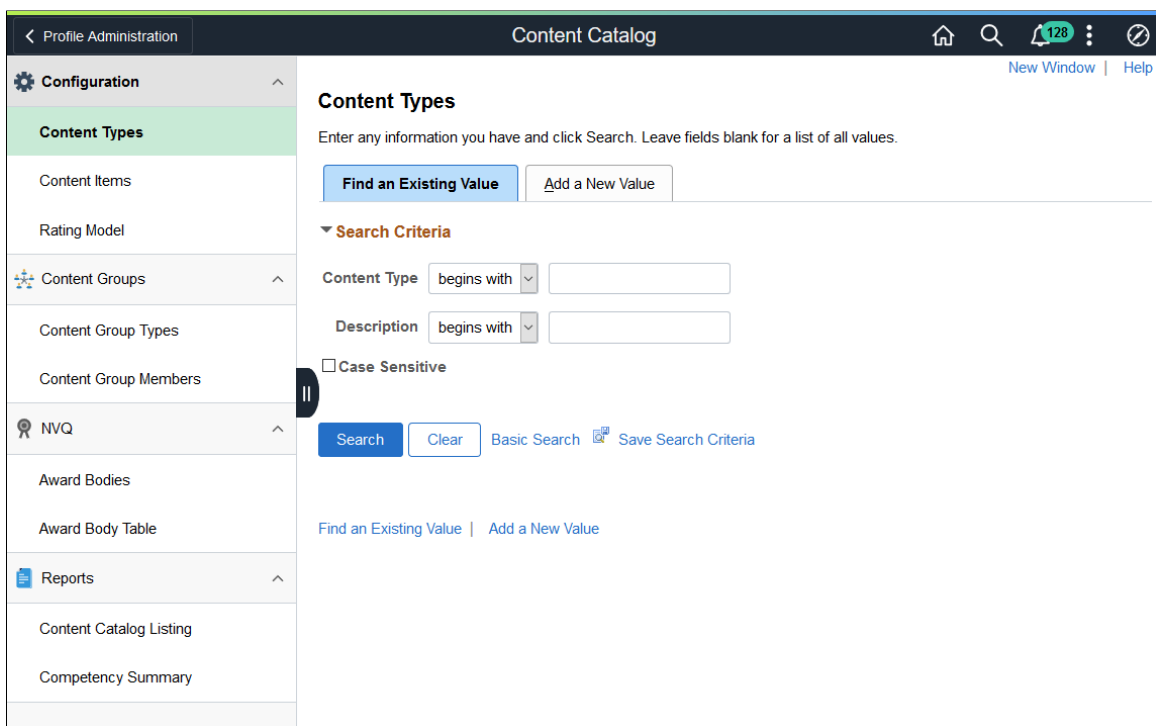 Profile Administration
Content Catalog
128
New Window | Help
Configuration
Content Types
Content Items
Rating Model
Content Groups
Content Group Types
Content Group Members
NVQ
Award Bodies
Award Body Table
Reports
Content Catalog Listing
Competency Summary
Content Types
Enter any information you have and click Search. Leave fields blank for a list of all values.
Find an Existing Value
Add a New Value
Search Criteria
Content Type begins with
Description begins with
Case Sensitive
Search Clear Basic Search Save Search Criteria
Find an Existing Value | Add a New Value